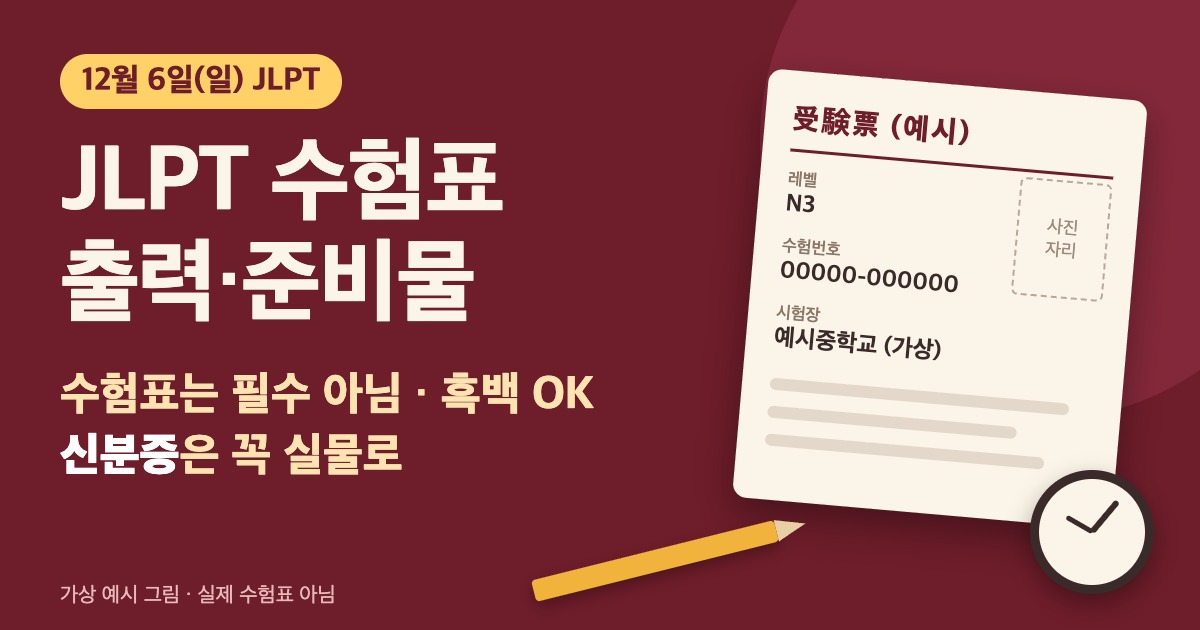 12월 6일(일) JLPT
JLPT 수험표
출력·준비물
수험표는 필수 아님 · 흑백 OK
신분증은 꼭 실물로
가상 예시 그림 · 실제 수험표 아님
受験票 (예시)
레벨
N3
사진
자리
수험번호
00000-000000
시험장
예시중학교 (가상)